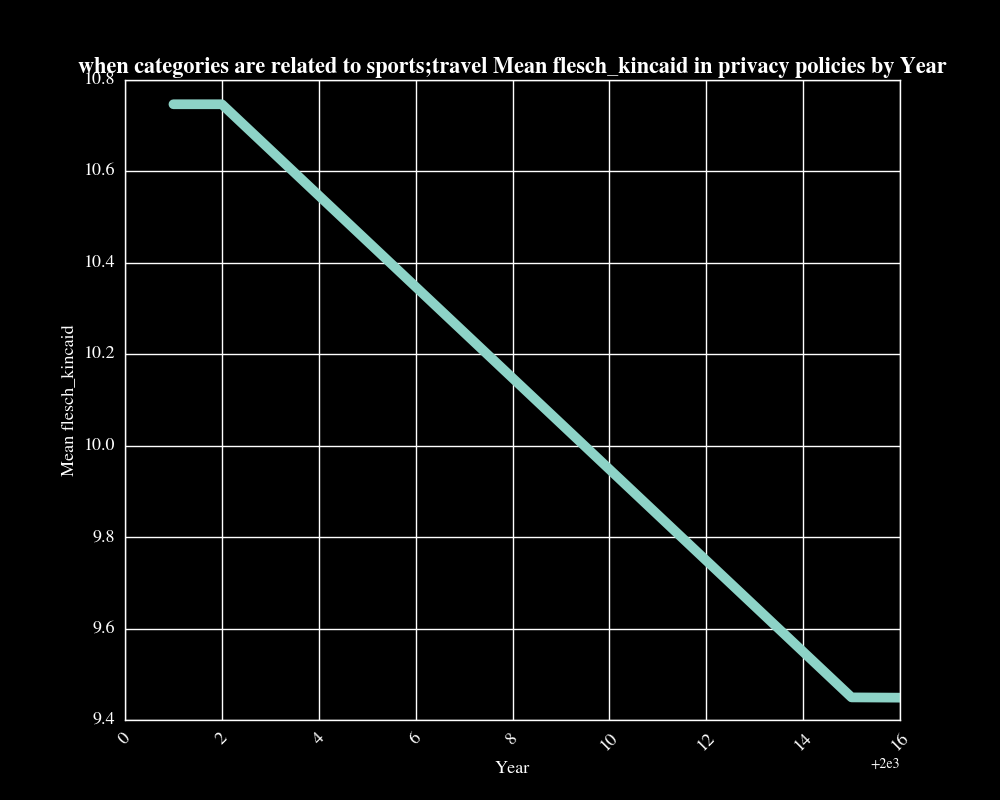 when categories are related to sports;travel Mean flesch_kincaid in privacy policies by Year
10.8
10.6
10.4
10.2
10.0
9.8
9.6
9.4
Mean flesch_kincaid
0 2 4 6 8 10 12 14 16
+2e3
Year